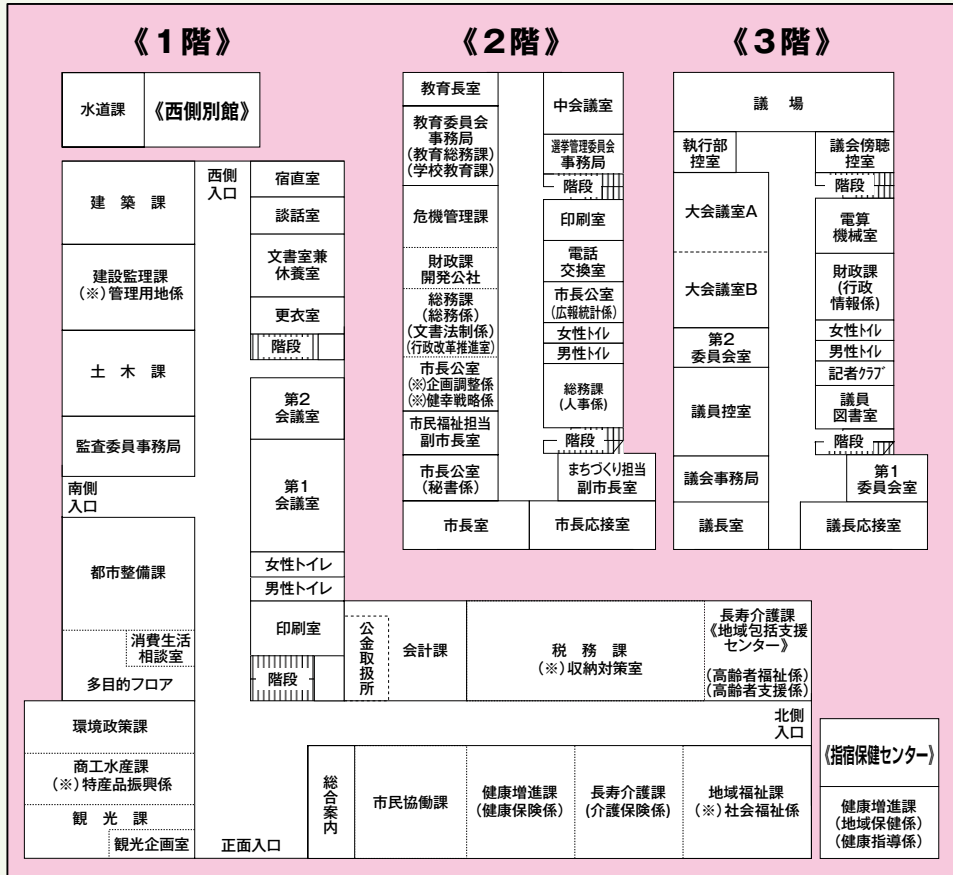 《1階》
水道課
《西側別館》
建築課
建設監理課
(※)管理用地係
土木課
監査委員事務局
南側
入口
都市整備課
消費生活
相談室
多目的フロア
環境政策課
商工水産課
(※)特産品振興係
観光課
観光企画室
西側
入口
宿直室
談話室
文書室兼
休養室
更衣室
階段
第2
会議室
第1
会議室
女性トイレ
男性トイレ
印刷室
階段
公金取扱所
会計課
税務課
(※)収納対策室
長寿介護課
《地域包括支援
センター》
(高齢者福祉係)
(高齢者支援係)
北側
入口
正面入口
総合案内
市民協働課
健康増進課
(健康保険係)
長寿介護課
(介護保険係)
地域福祉課
(※)社会福祉係
《指宿保健センター》
健康増進課
(地域保健係)
(健康指導係)
《2階》
教育長室
教育委員会
事務局
(教育総務課)
(学校教育課)
危機管理課
財政課
開発公社
総務課
(総務係)
(文書法制係)
(行政改革推進室)
市長公室
(※)企画調整係
(※)健幸戦略係
市民福祉担当
副市長室
市長公室
(秘書係)
市長室
中会議室
選挙管理委員会
事務局
階段
印刷室
電話
交換室
市長公室
(広報統計係)
女性トイレ
男性トイレ
総務課
(人事係)
階段
まちづくり担当
副市長室
市長応接室
《3階》
議場
執行部
控室
大会議室A
大会議室B
第2
委員会室
議員控室
議会事務局
議長室
議会傍聴
控室
階段
電算
機械室
財政課
(行政
情報係)
女性トイレ
男性トイレ
記者クラブ
議員
図書室
階段
第1
委員会室
議長応接室